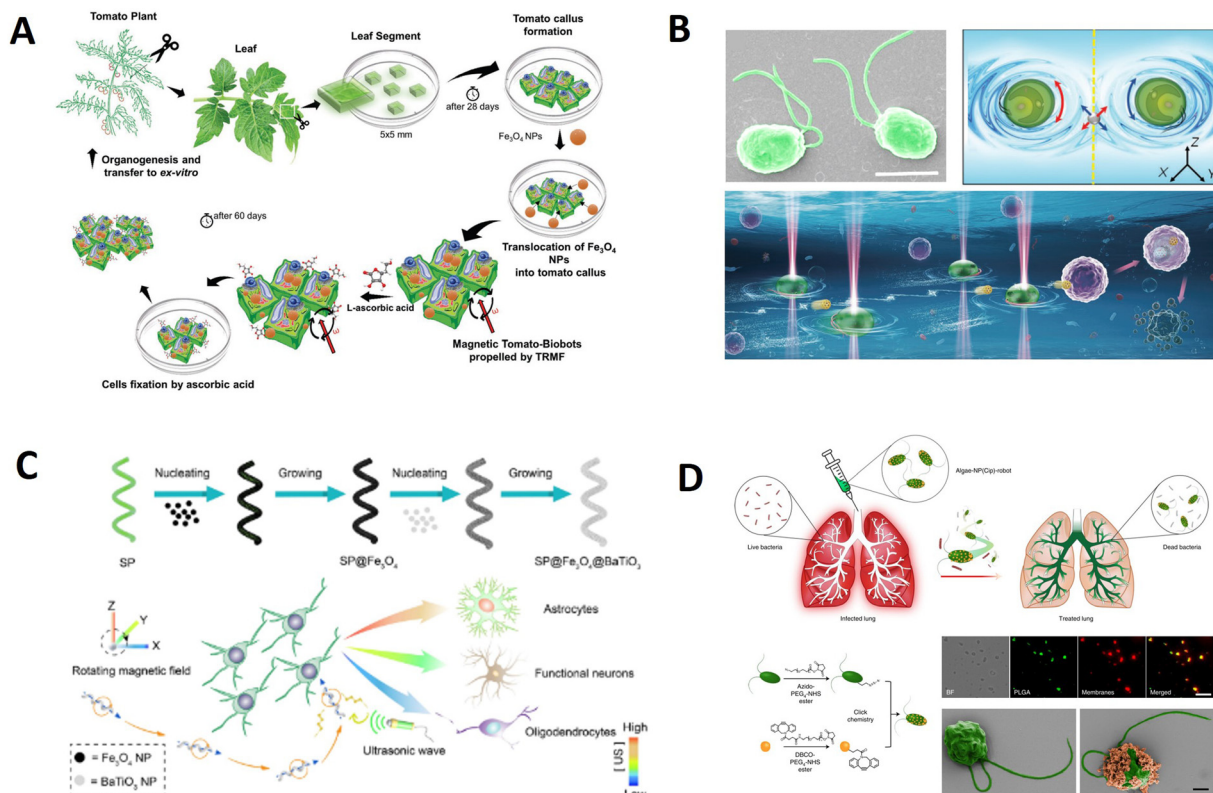 A
Tomato Plant
Leaf
Leaf Segment
Tomato callus
formation
after 28 days
5x5 mm
Fe₃O₄ NPs
Organogenesis and
transfer to ex-vitro
after 60 days
Translocation of Fe₃O₄
NPs
into tomato callus
L-ascorbic acid
ω
ω
Magnetic Tomato-Biobots
propelled by TRMF
Cells fixation by ascorbic acid
B
Z
X
Y
C
Nucleating
Growing
Nucleating
Growing
SP
SP@Fe₃O₄
SP@Fe₃O₄@BaTiO₃
Z
Y
X
Rotating magnetic field
Astrocytes
Functional neurons
Oligodendrocytes
Ultrasonic wave
High
[ US ]
Low
= Fe₃O₄ NP
= BaTiO₃ NP
D
Algae-NP(Cip)-robot
Live bacteria
Dead bacteria
Infected lung
Treated lung
Azido-
PEG₄-NHS
ester
Click
chemistry
DBCO-
PEG₄-NHS
ester
BF
PLGA
Membranes
Merged